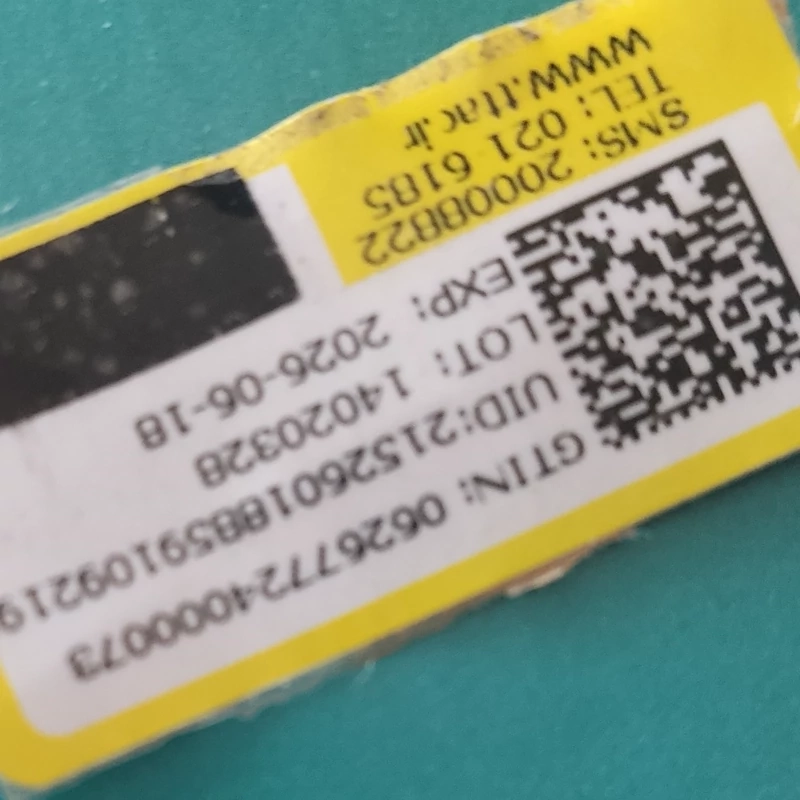 GTIN: 06267724000073
UID:21526018859109219
LOT: 14020328
EXP: 2026-06-18
SMS: 20008822
TEL: 021 6185
www.ttac.ir